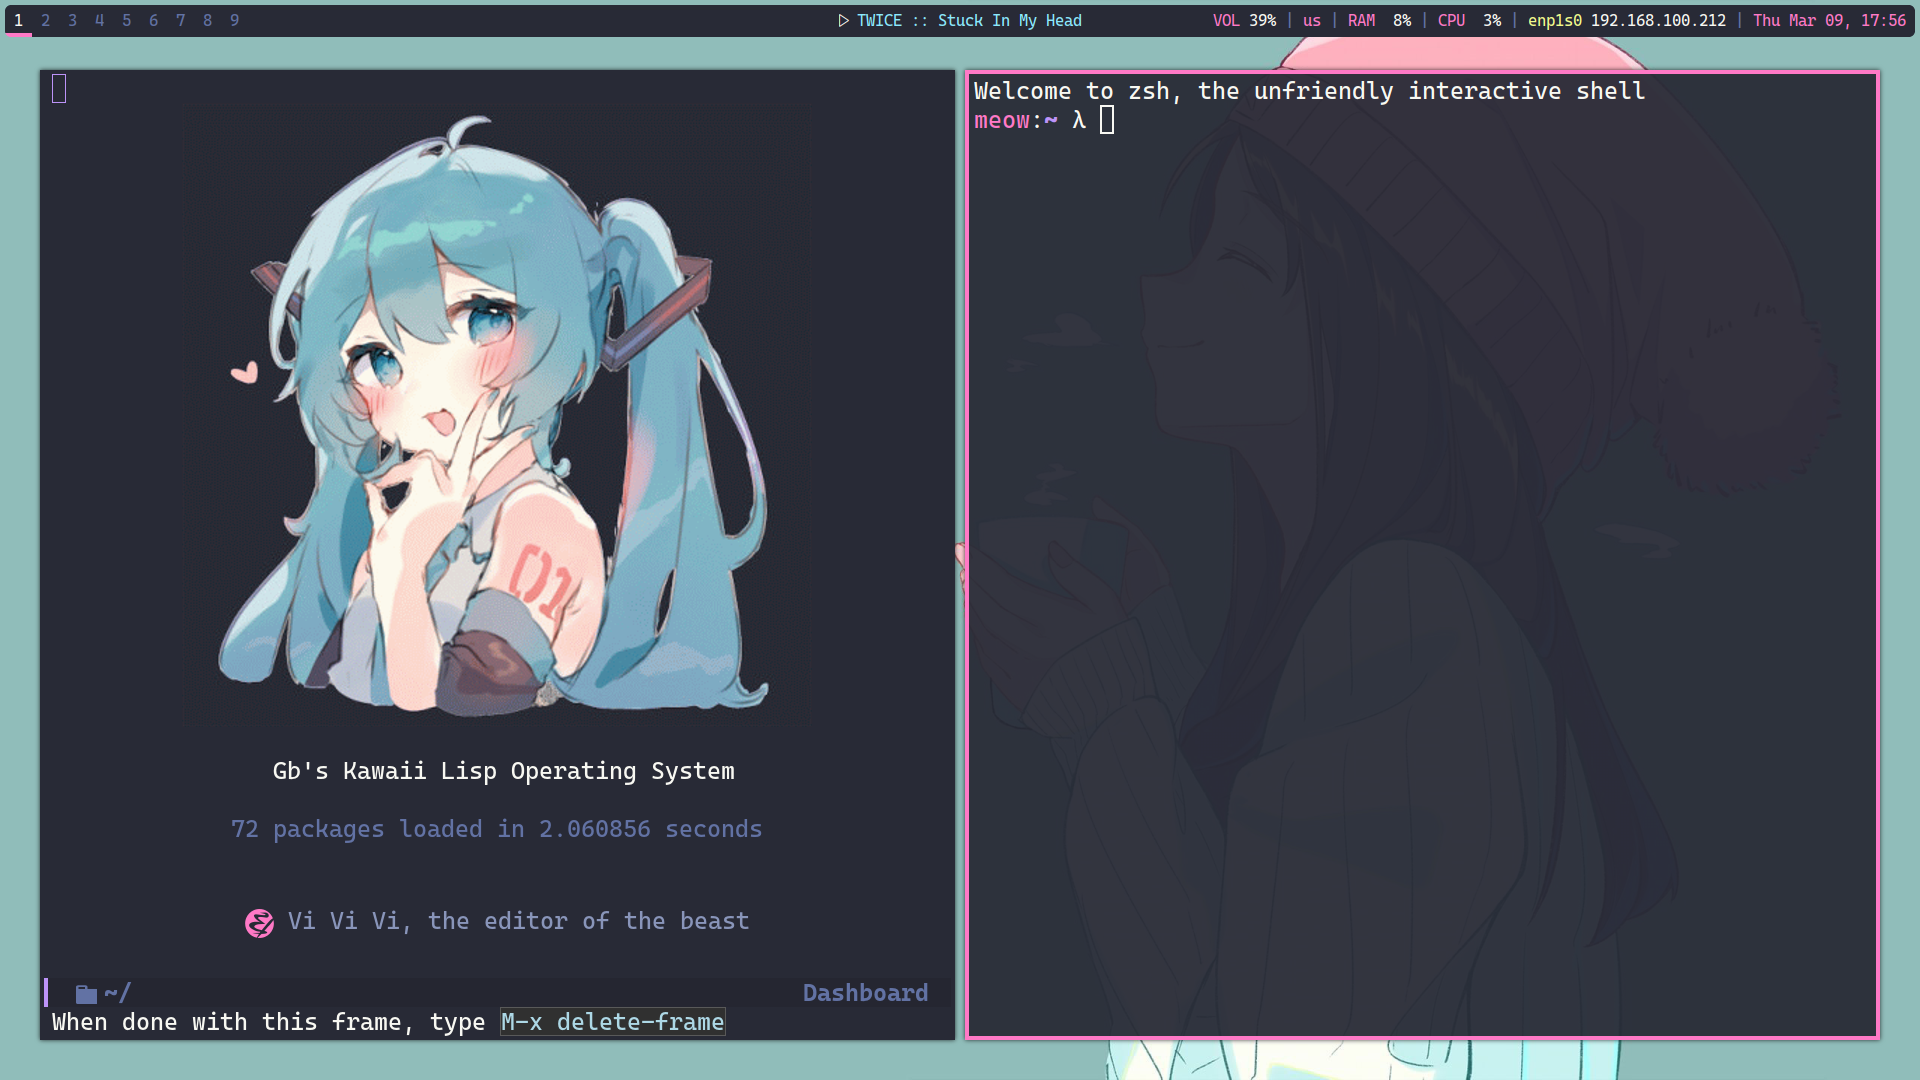 1 2 3 4 5 6 7 8 9
TWICE :: Stuck In My Head
VOL 39% | us | RAM 8% | CPU 3% | enp1s0 192.168.100.212 | Thu Mar 09, 17:56
01
Gb's Kawaii Lisp Operating System
72 packages loaded in 2.060856 seconds
Vi Vi Vi, the editor of the beast
~/ Dashboard
When done with this frame, type M-x delete-frame
Welcome to zsh, the unfriendly interactive shell
meow:~ λ